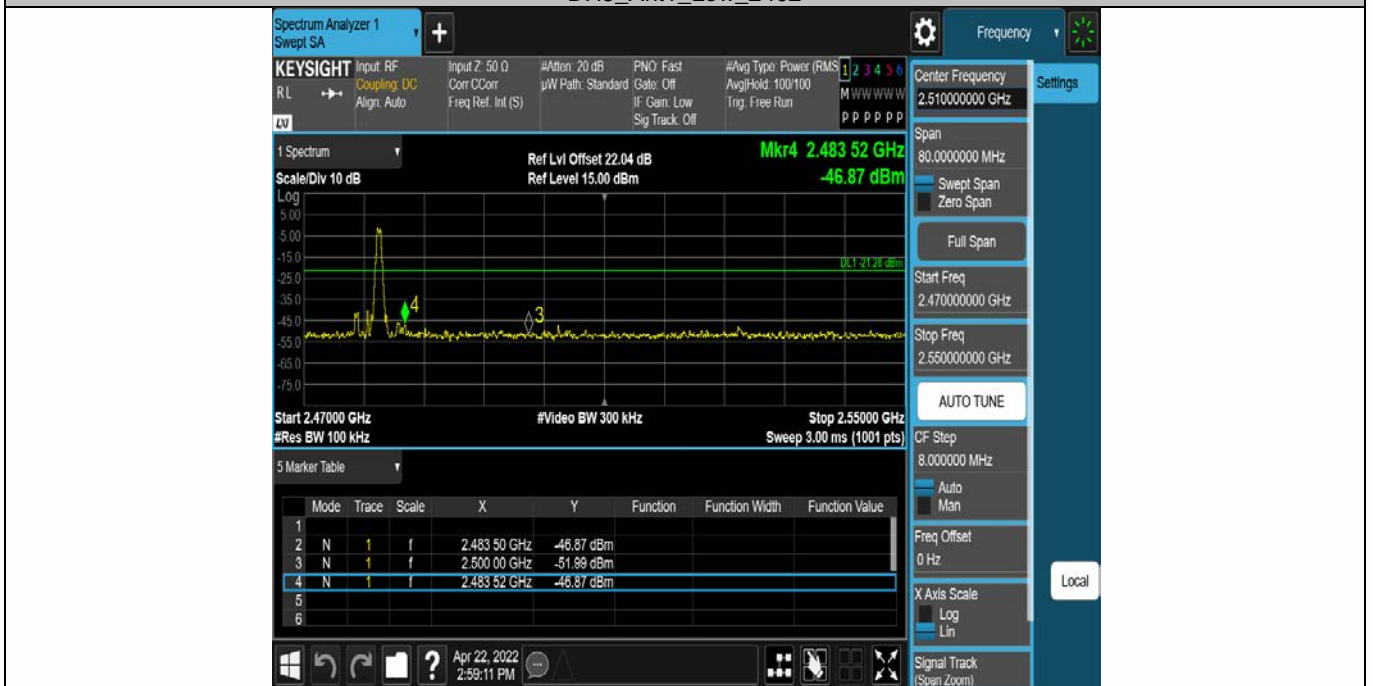 Spectrum Analyzer 1
Swept SA
+
Frequency
KEYSIGHT Input: RF Input Z: 50 Ω #Atten: 20 dB PNO: Fast #Avg Type: Power (RMS 1 2 3 4 5 6
RL Coupling: DC Corr CCorr µW Path: Standard Gate: Off Avg|Hold: 100/100 M W W W W W
Align: Auto Freq Ref: Int (S) IF Gain: Low Trig: Free Run
LXI Sig Track: Off P P P P P P
1 Spectrum Ref Lvl Offset 22.04 dB Mkr4 2.483 52 GHz
Scale/Div 10 dB Ref Level 15.00 dBm -46.87 dBm
Log
5.00
-5.00
-15.0
DL1 -21.28 dBm
-25.0
-35.0
4
3
-45.0
-55.0
-65.0
-75.0
Start 2.47000 GHz #Video BW 300 kHz Stop 2.55000 GHz
#Res BW 100 kHz Sweep 3.00 ms (1001 pts)
5 Marker Table
Mode Trace Scale X Y Function Function Width Function Value
1
2 N 1 f 2.483 50 GHz -46.87 dBm
3 N 1 f 2.500 00 GHz -51.99 dBm
4 N 1 f 2.483 52 GHz -46.87 dBm
5
6
? Apr 22, 2022
2:59:11 PM
Center Frequency
2.510000000 GHz
Settings
Span
80.0000000 MHz
Swept Span
Zero Span
Full Span
Start Freq
2.470000000 GHz
Stop Freq
2.550000000 GHz
AUTO TUNE
CF Step
8.000000 MHz
Auto
Man
Freq Offset
0 Hz
Local
X Axis Scale
Log
Lin
Signal Track
(Span Zoom)